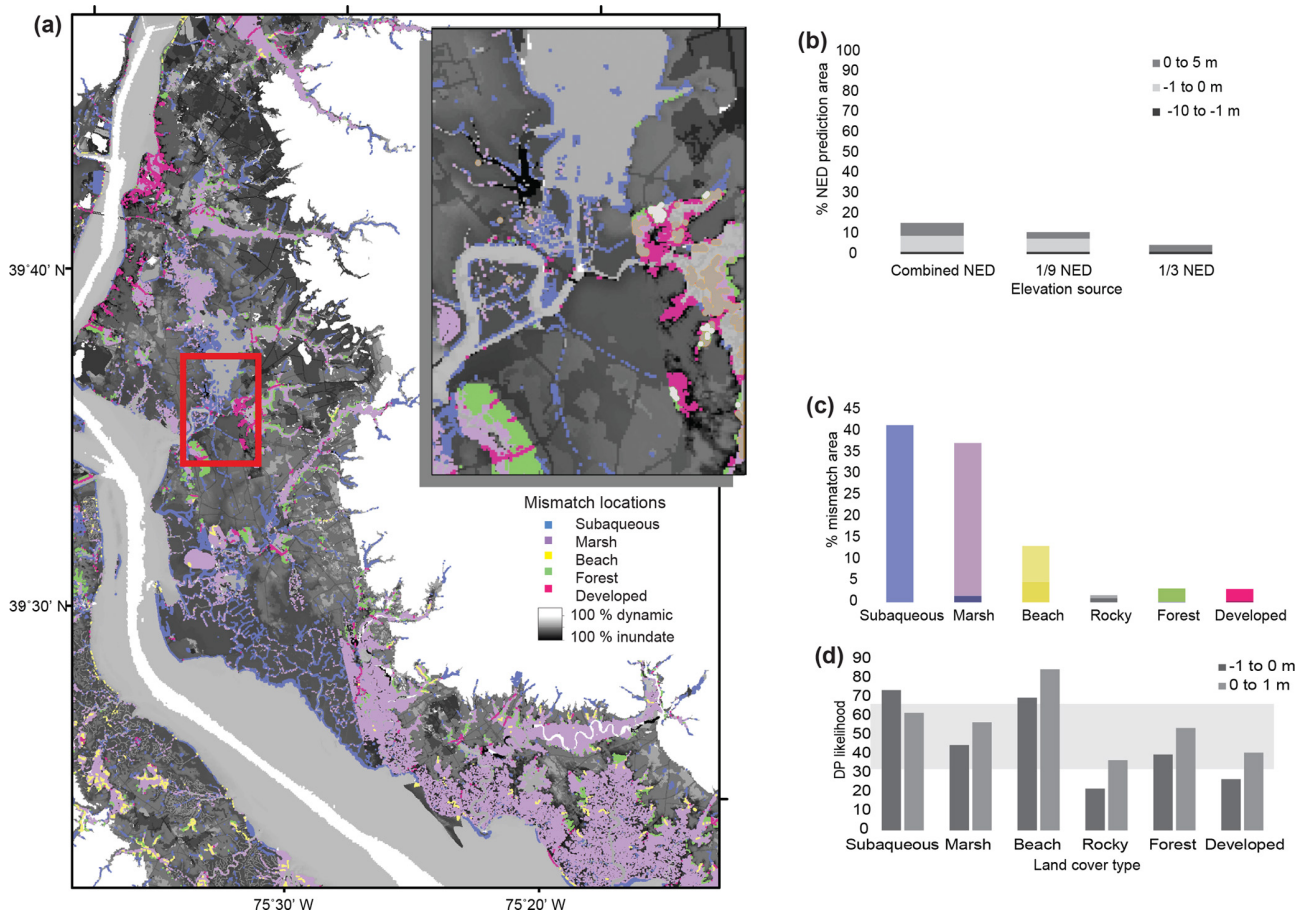 (a)
39°40' N
39°30' N
75°30' W
75°20' W
Mismatch locations
Subaqueous
Marsh
Beach
Forest
Developed
100 % dynamic
100 % inundate
(b)
% NED prediction area
100
90
80
70
60
50
40
30
20
10
0
0 to 5 m
-1 to 0 m
-10 to -1 m
Combined NED
1/9 NED
1/3 NED
Elevation source
(c)
% mismatch area
45
40
35
30
25
20
15
10
5
0
Subaqueous
Marsh
Beach
Rocky
Forest
Developed
(d)
DP likelihood
90
80
70
60
50
40
30
20
10
0
-1 to 0 m
0 to 1 m
Subaqueous
Marsh
Beach
Rocky
Forest
Developed
Land cover type